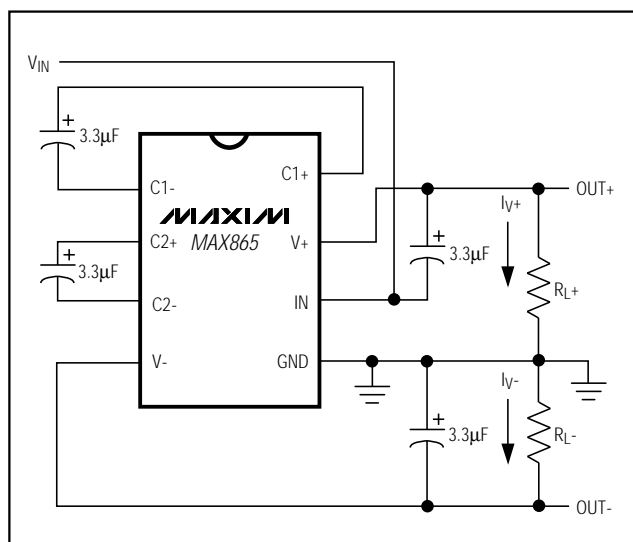 VIN
+
3.3µF
C1-
C1+
MAXIM
MAX865
C2+
V+
+
3.3µF
C2-
IN
+
3.3µF
V-
GND
OUT+
IV+
RL+
IV-
+
3.3µF
RL-
OUT-